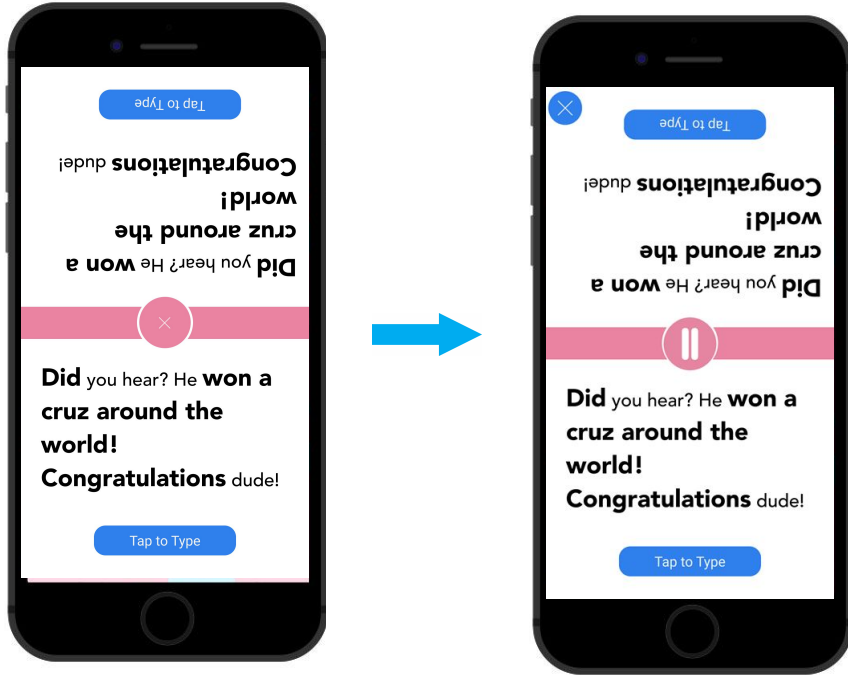 Tap to Type
Did you hear? He won a
cruz around the
world!
Congratulations dude!
Did you hear? He won a
cruz around the
world!
Congratulations dude!
Tap to Type
Tap to Type
Did you hear? He won a
cruz around the
world!
Congratulations dude!
Did you hear? He won a
cruz around the
world!
Congratulations dude!
Tap to Type